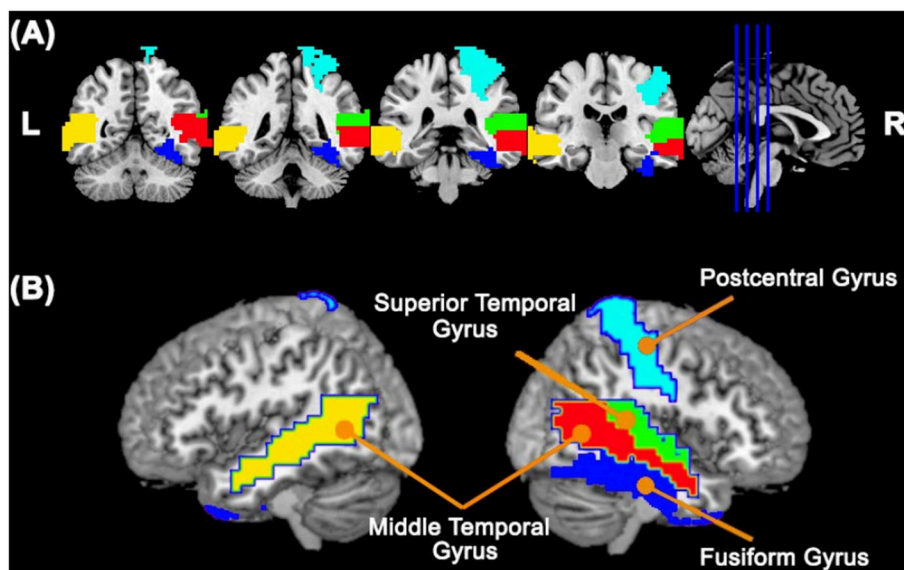 (A)
L
R
(B)
Postcentral Gyrus
Superior Temporal
Gyrus
Middle Temporal
Gyrus
Fusiform Gyrus